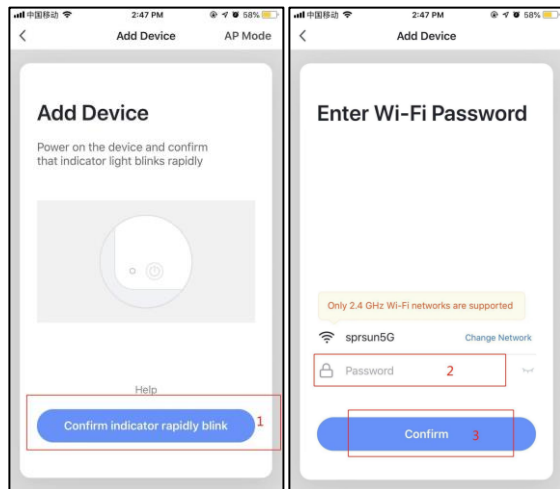 中国移动 2:47 PM 58%
Add Device AP Mode
Add Device
Power on the device and confirm
that indicator light blinks rapidly
Help
Confirm indicator rapidly blink 1
中国移动 2:47 PM 58%
Add Device
Enter Wi-Fi Password
Only 2.4 GHz Wi-Fi networks are supported
sprsun5G Change Network
Password 2
Confirm 3